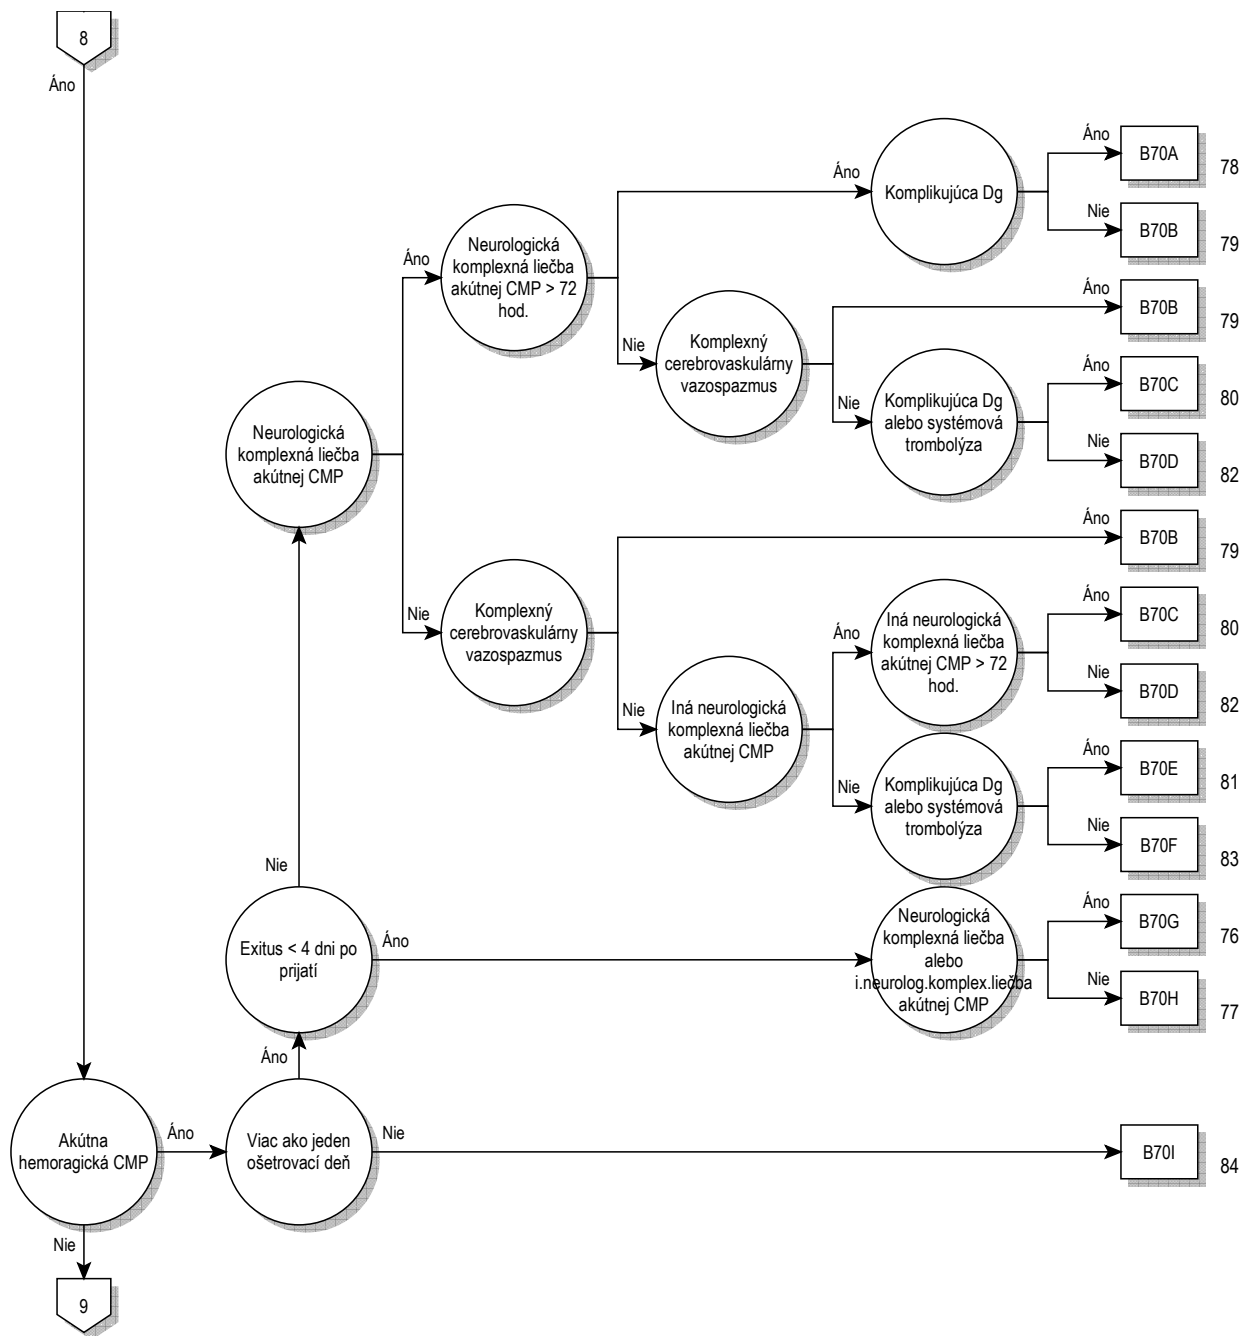 8
Áno
Áno
B70A
78
Áno
Komplikujúca Dg
Nie
B70B
79
Neurologická
komplexná liečba
akútnej CMP > 72
hod.
Áno
Áno
B70B
79
Nie
Komplexný
cerebrovaskulárny
vazospazmus
Áno
B70C
80
Nie
Komplikujúca Dg
alebo systémová
trombolýza
Nie
B70D
82
Neurologická
komplexná liečba
akútnej CMP
Áno
B70B
79
Nie
Komplexný
cerebrovaskulárny
vazospazmus
Áno
B70C
80
Áno
Iná neurologická
komplexná liečba
akútnej CMP > 72
hod.
Nie
B70D
82
Nie
Iná neurologická
komplexná liečba
akútnej CMP
Áno
B70E
81
Nie
Komplikujúca Dg
alebo systémová
trombolýza
Nie
B70F
83
Nie
Exitus < 4 dni po
prijatí
Áno
Neurologická
komplexná liečba
alebo
i.neurolog.komplex.liečba
akútnej CMP
Áno
B70G
76
Nie
B70H
77
Áno
Akútna
hemoragická CMP
Áno
Viac ako jeden
ošetrovací deň
Nie
B70I
84
Nie
9